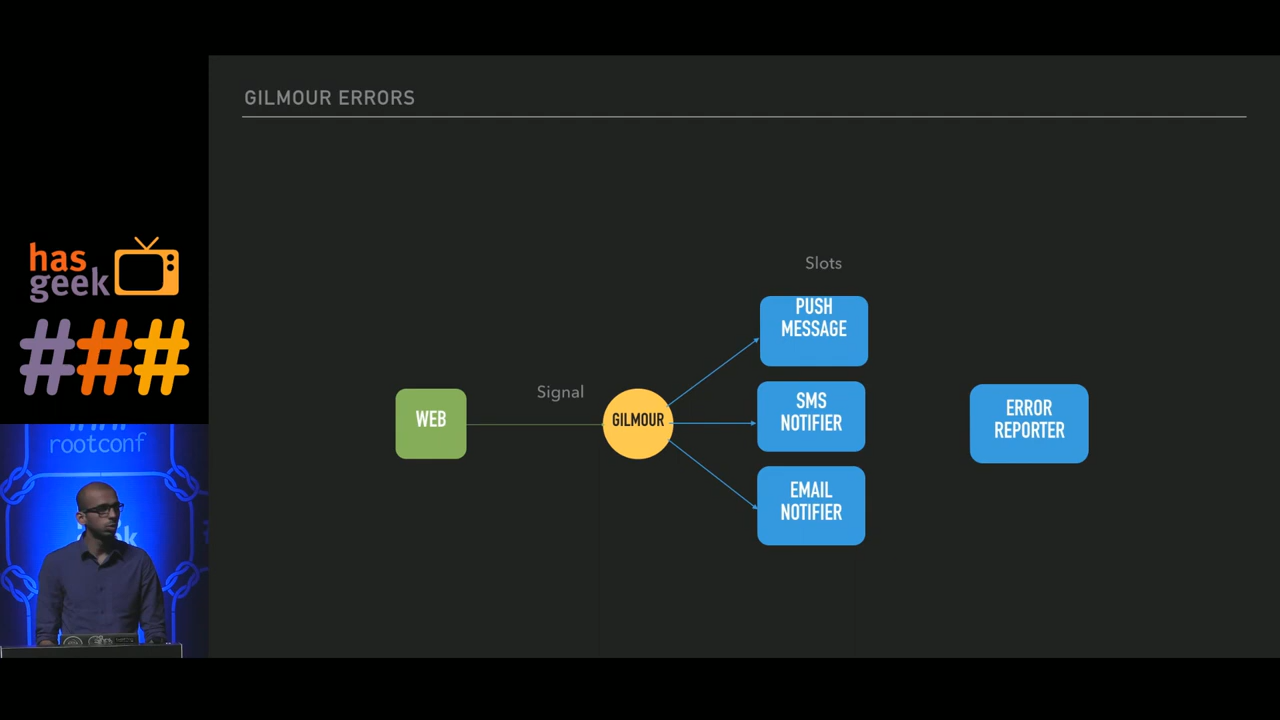 GILMOUR ERRORS
has
geek
###
rootconf
Slots
PUSH
MESSAGE
Signal
WEB
GILMOUR
SMS
NOTIFIER
ERROR
REPORTER
EMAIL
NOTIFIER